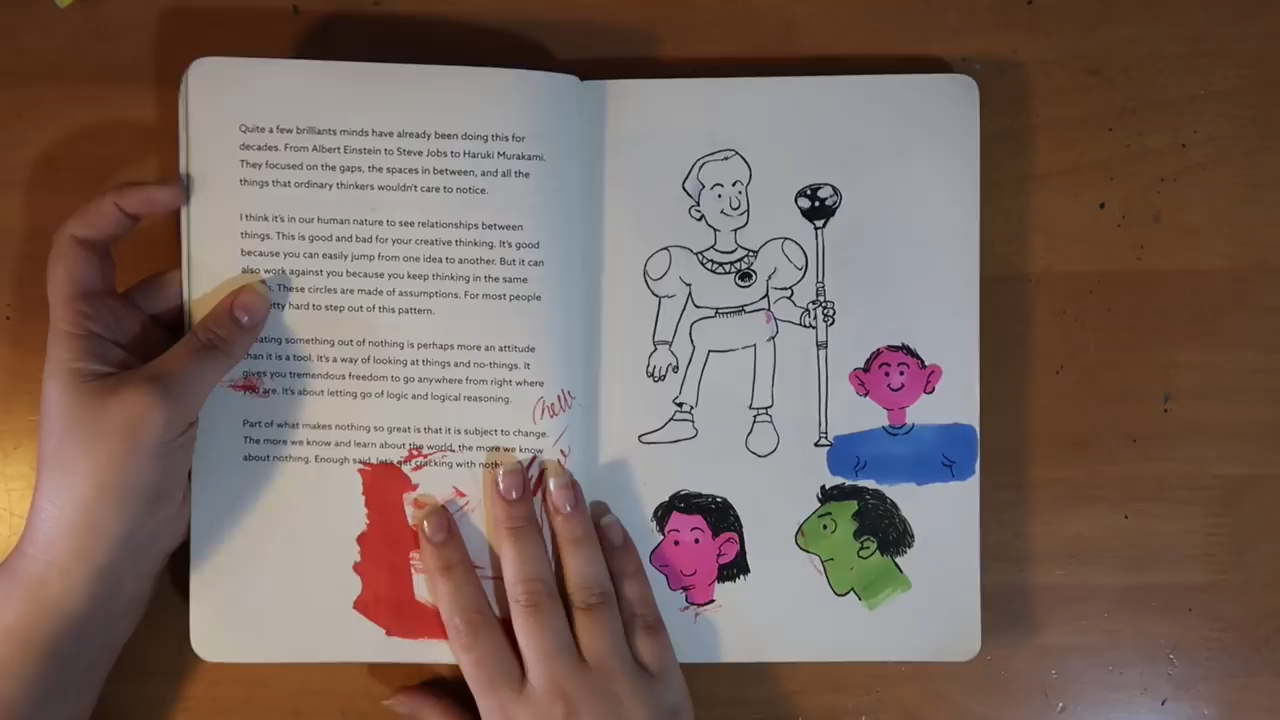 Quite a few brilliants minds have already been doing this for
decades. From Albert Einstein to Steve Jobs to Haruki Murakami.
They focused on the gaps, the spaces in between, and all the
things that ordinary thinkers wouldn't care to notice.
I think it's in our human nature to see relationships between
things. This is good and bad for your creative thinking. It's good
because you can easily jump from one idea to another. But it can
also work against you because you keep thinking in the same
These circles are made of assumptions. For most people
hard to step out of this pattern.
something out of nothing is perhaps more an attitude
than it is a tool. It's a way of looking at things and no-things. It
gives you tremendous freedom to go anywhere from right where
you are. It's about letting go of logic and logical reasoning.
Part of what makes nothing so great is that it is subject to change.
The more we know and learn about the world, the more we know
about nothing. Enough said, let's get cracking with